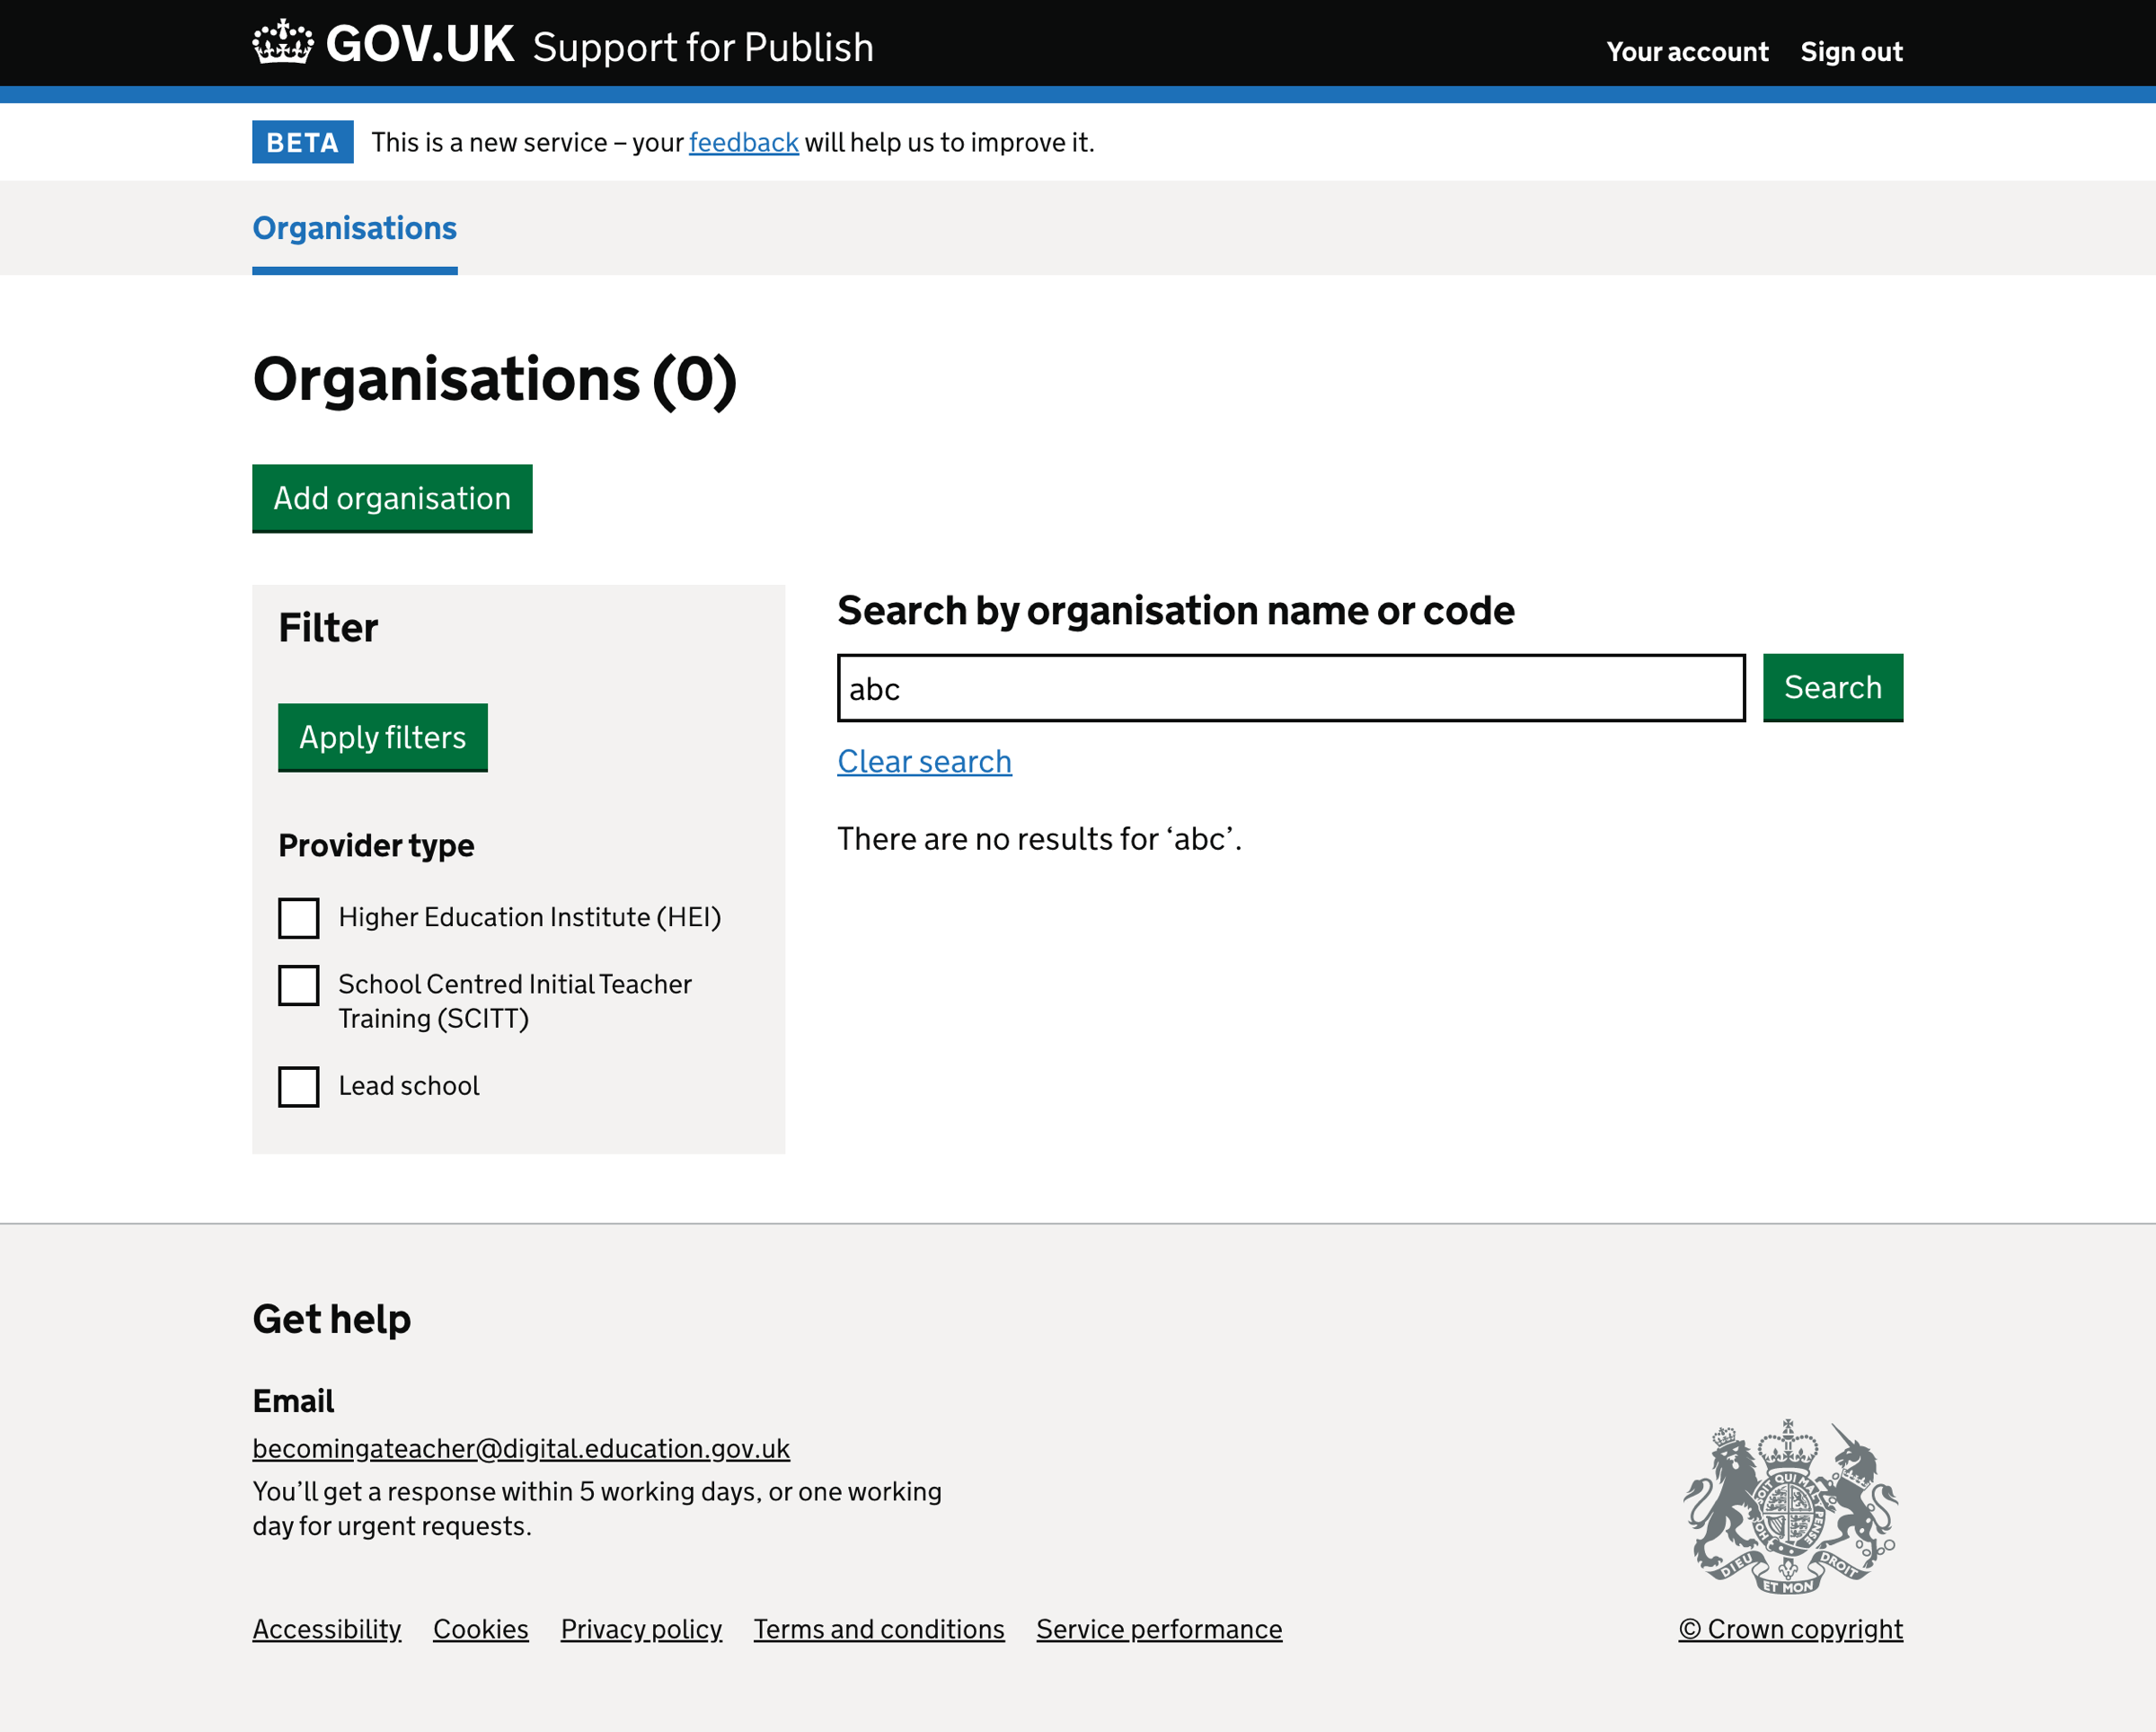 GOV.UK Support for Publish
Your account Sign out
BETA This is a new service – your feedback will help us to improve it.
Organisations
Organisations (0)
Add organisation
Filter
Apply filters
Provider type
Higher Education Institute (HEI)
School Centred Initial Teacher
Training (SCITT)
Lead school
Search by organisation name or code
abc
Search
Clear search
There are no results for ‘abc’.
Get help
Email
becomingateacher@digital.education.gov.uk
You’ll get a response within 5 working days, or one working
day for urgent requests.
Accessibility Cookies Privacy policy Terms and conditions Service performance
QUI MAL PENSE
DIEU ET MON DROIT
© Crown copyright